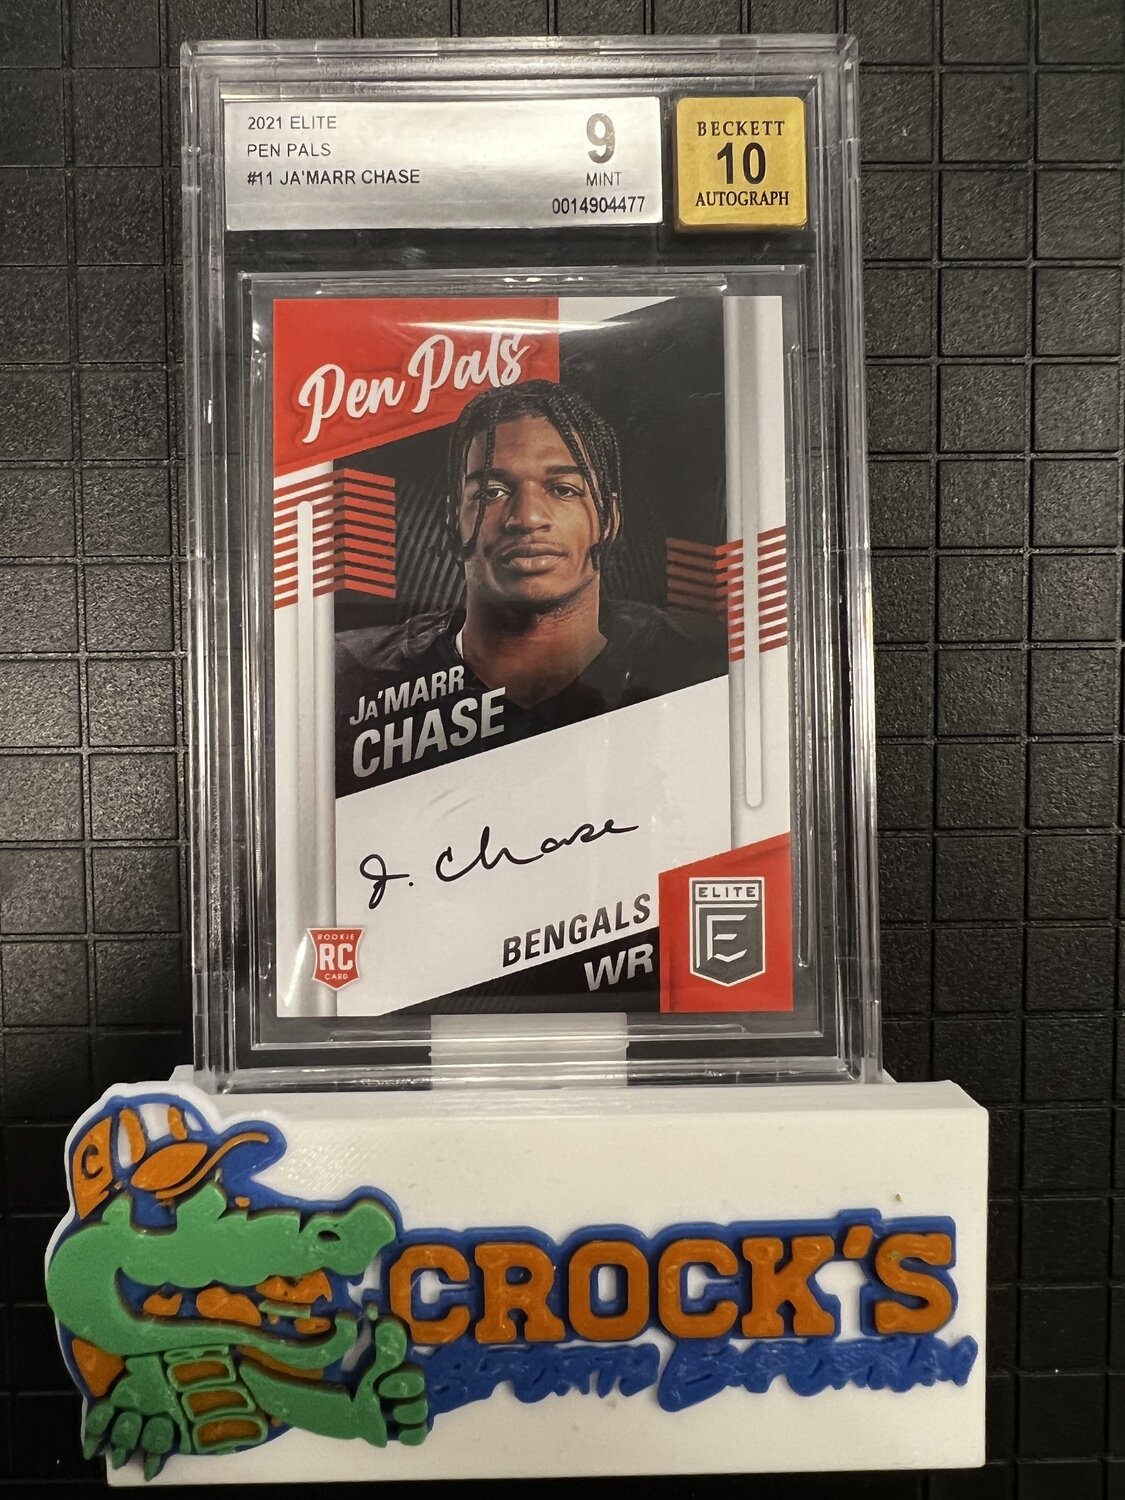 2021 ELITE
PEN PALS
#11 JA'MARR CHASE
9
MINT
0014904477
BECKETT
10
AUTOGRAPH
Pen Pals
JA'MARR
CHASE
J. Chase
BENGALS
WR
ROOKIE
RC
CARD
ELITE
E
C
CROCK'S